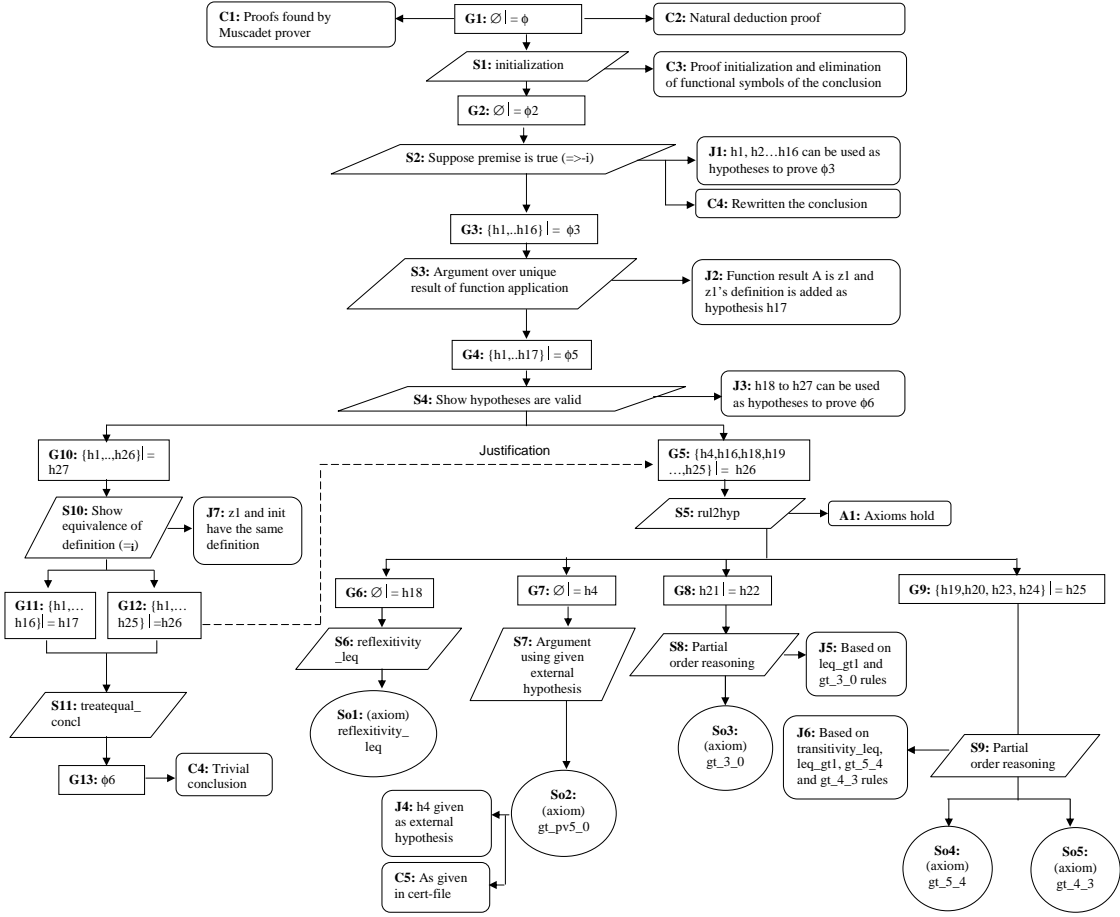 C1: Proofs found by
Muscadet prover
G1: ∅ |= ϕ
C2: Natural deduction proof
S1: initialization
C3: Proof initialization and elimination
of functional symbols of the conclusion
G2: ∅ |= ϕ2
S2: Suppose premise is true (=>-i)
J1: h1, h2…h16 can be used as
hypotheses to prove ϕ3
C4: Rewritten the conclusion
G3: {h1,..h16} |= ϕ3
S3: Argument over unique
result of function application
J2: Function result A is z1 and
z1's definition is added as
hypothesis h17
G4: {h1,..h17} |= ϕ5
S4: Show hypotheses are valid
J3: h18 to h27 can be used
as hypotheses to prove ϕ6
G10: {h1,..,h26} |=
h27
Justification
G5: {h4,h16,h18,h19
…,h25} |= h26
S10: Show
equivalence of
definition (=i)
J7: z1 and init
have the same
definition
S5: rul2hyp
A1: Axioms hold
G11: {h1,…
h16} |= h17
G12: {h1,…
h25} |=h26
G6: ∅ |= h18
G7: ∅ |= h4
G8: h21 |= h22
G9: {h19,h20, h23, h24} |= h25
S6: reflexitivity
_leq
S7: Argument
using given
external
hypothesis
S8: Partial
order reasoning
J5: Based on
leq_gt1 and
gt_3_0 rules
S11: treatequal_
concl
So1: (axiom)
reflexitivity_
leq
So3:
(axiom)
gt_3_0
J6: Based on
transitivity_leq,
leq_gt1, gt_5_4
and gt_4_3 rules
S9: Partial
order reasoning
G13: ϕ6
C4: Trivial
conclusion
J4: h4 given
as external
hypothesis
So2:
(axiom)
gt_pv5_0
C5: As given
in cert-file
So4:
(axiom)
gt_5_4
So5:
(axiom)
gt_4_3